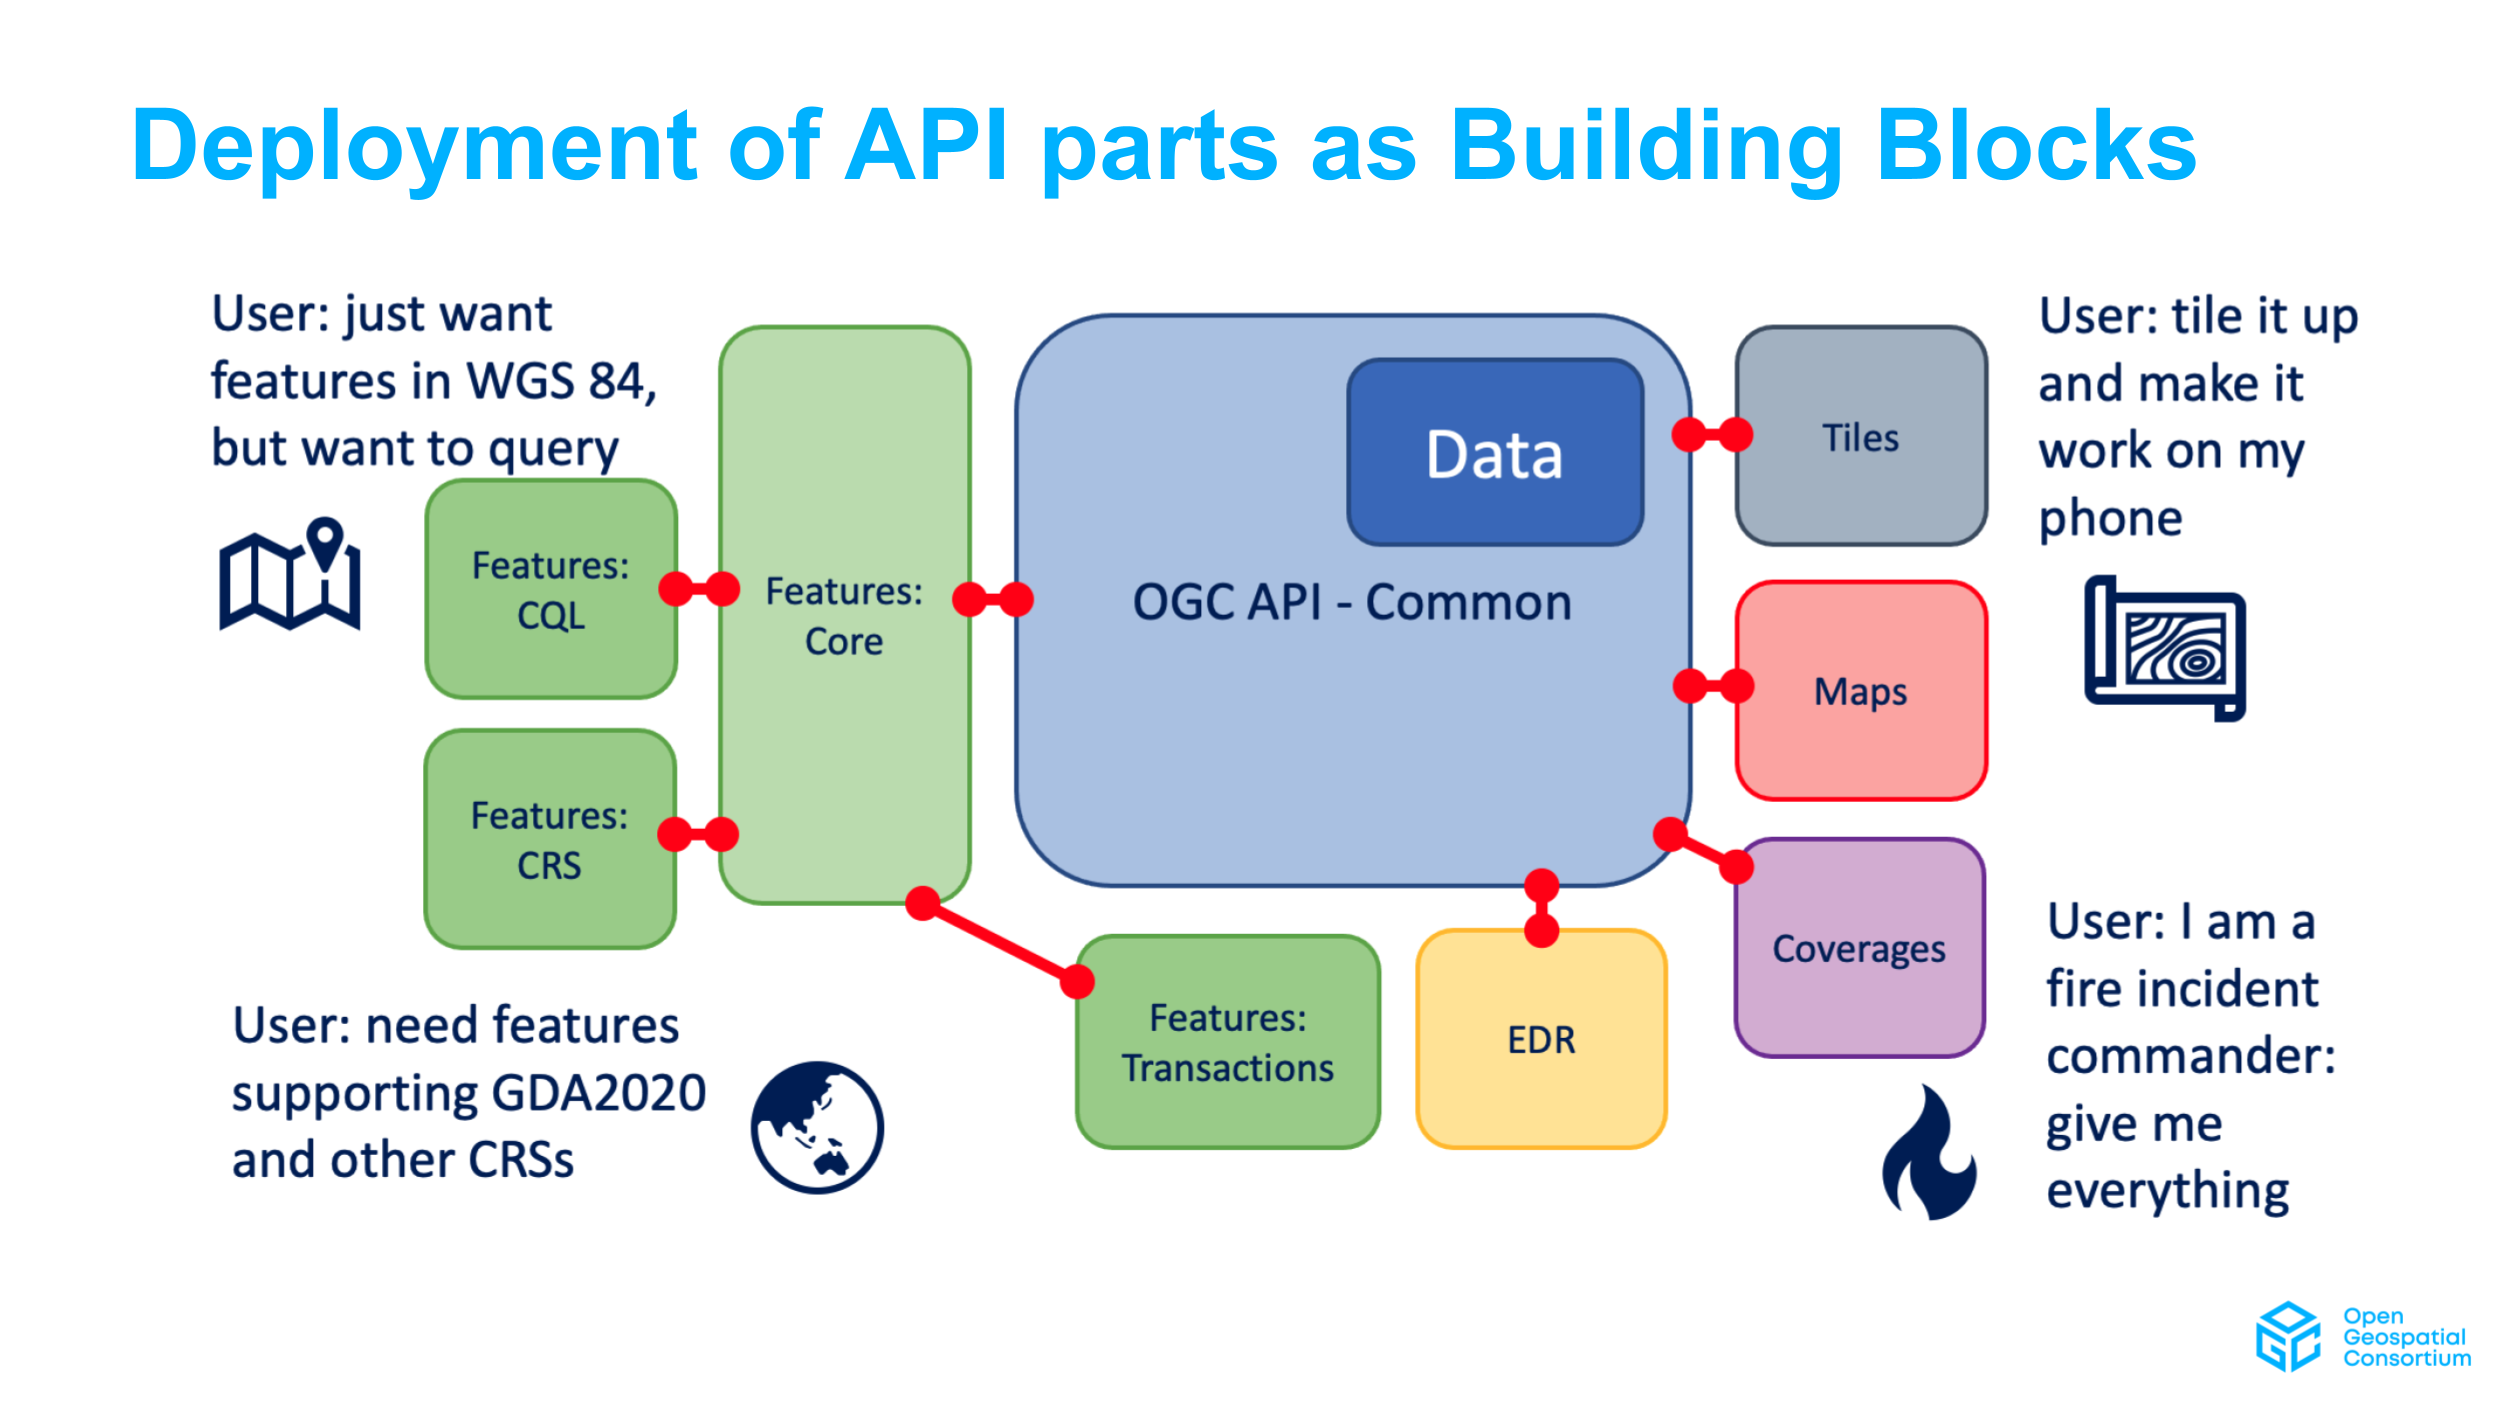 Deployment of API parts as Building Blocks
User: just want
features in WGS 84,
but want to query
Features:
CQL
Features:
CRS
Features:
Core
Data
OGC API - Common
Tiles
Maps
Coverages
EDR
Features:
Transactions
User: tile it up
and make it
work on my
phone
User: need features
supporting GDA2020
and other CRSs
User: I am a
fire incident
commander:
give me
everything
Open
Geospatial
Consortium